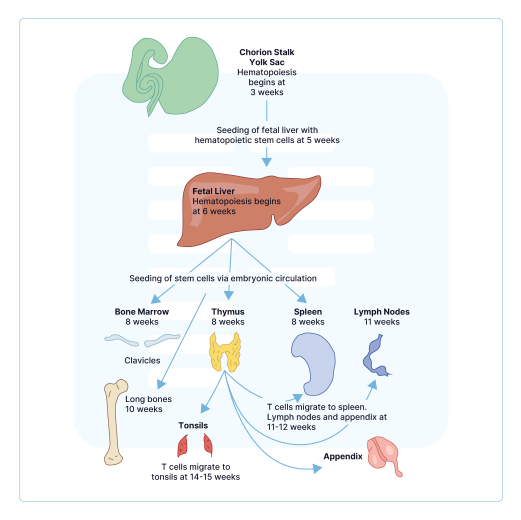 Chorion Stalk
Yolk Sac
Hematopoiesis
begins at
3 weeks
Seeding of fetal liver with
hematopoietic stem cells at 5 weeks
Fetal Liver
Hematopoiesis begins
at 6 weeks
Seeding of stem cells via embryonic circulation
Bone Marrow
8 weeks
Thymus
8 weeks
Spleen
8 weeks
Lymph Nodes
11 weeks
Clavicles
Long bones
10 weeks
T cells migrate to spleen.
Lymph nodes and appendix at
11-12 weeks
Tonsils
T cells migrate to
tonsils at 14-15 weeks
Appendix